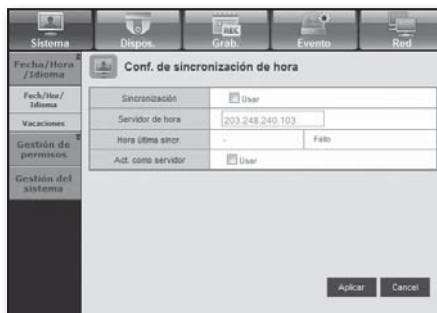 Sistema
Dispos.
REC
Grab.
Evento
Red
Fecha/Hora
/Idioma
Fech/Hor/
Idioma
Vacaciones
Gestión de
permisos
Gestión del
sistema
Conf. de sincronización de hora
Sincronización Usar
Servidor de hora 203.248.240.103
Hora última sincr. - Fallo
Act. como servidor Usar
Aplicar Cancel